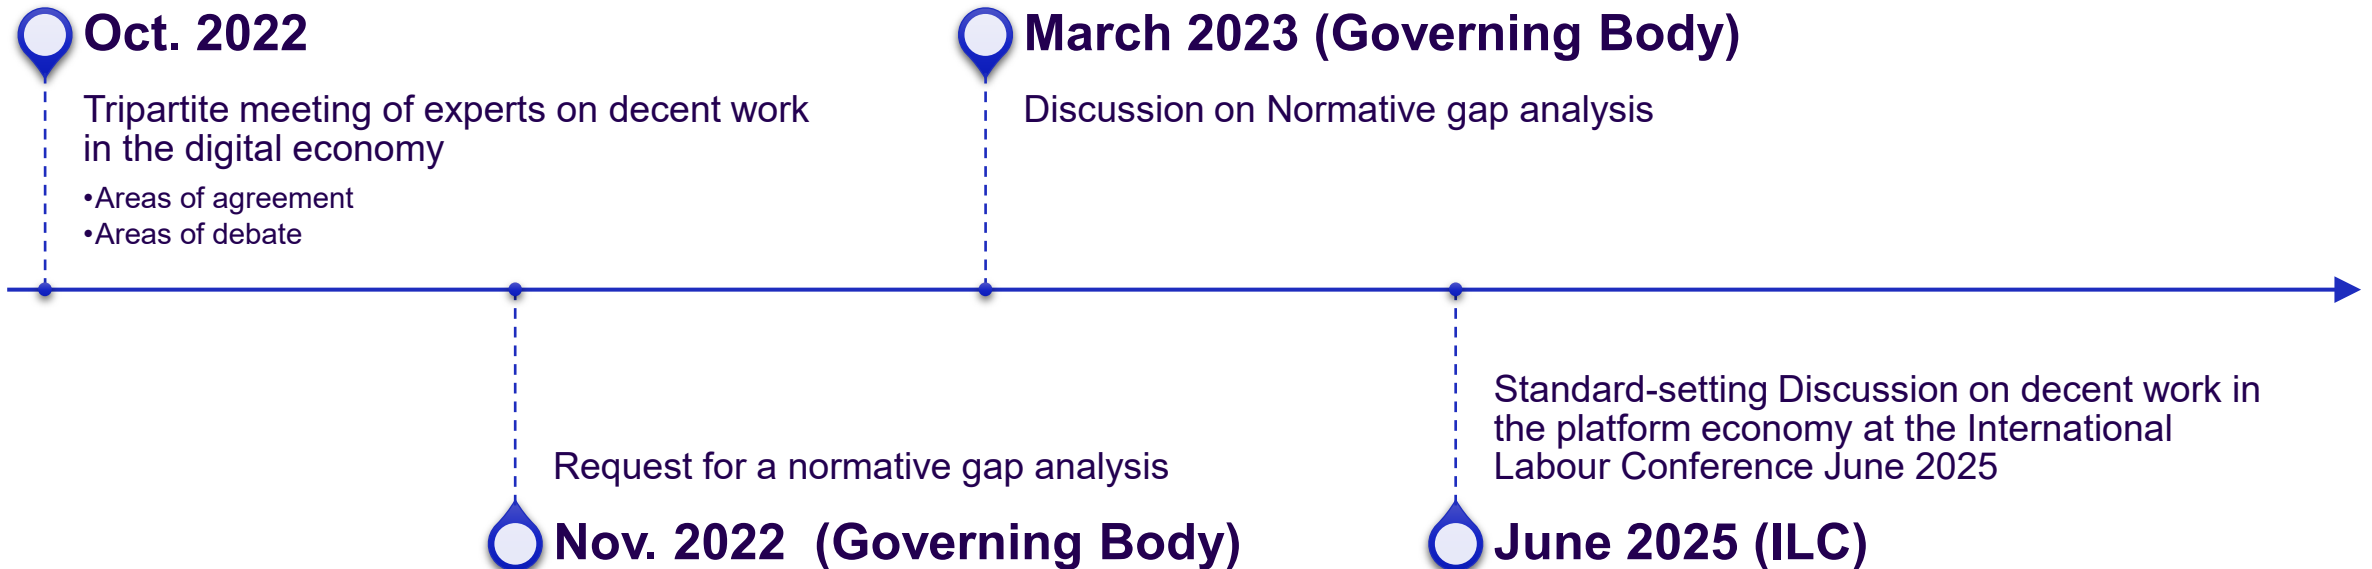 Oct. 2022
Tripartite meeting of experts on decent work
in the digital economy
•Areas of agreement
•Areas of debate
March 2023 (Governing Body)
Discussion on Normative gap analysis
Request for a normative gap analysis
Nov. 2022  (Governing Body)
Standard-setting Discussion on decent work in
the platform economy at the International
Labour Conference June 2025
June 2025 (ILC)